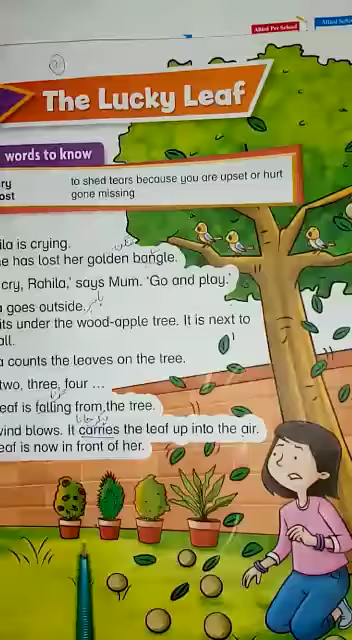 Allied Pre School
Allied Scho
The Lucky Leaf
words to know
ry to shed tears because you are upset or hurt
ost gone missing
ila is crying.
e has lost her golden bangle.
cry, Rahila,' says Mum. 'Go and play.'
a goes outside.
its under the wood-apple tree. It is next to
all.
a counts the leaves on the tree.
two, three, four ...
eaf is falling from the tree.
wind blows. It carries the leaf up into the air.
eaf is now in front of her.